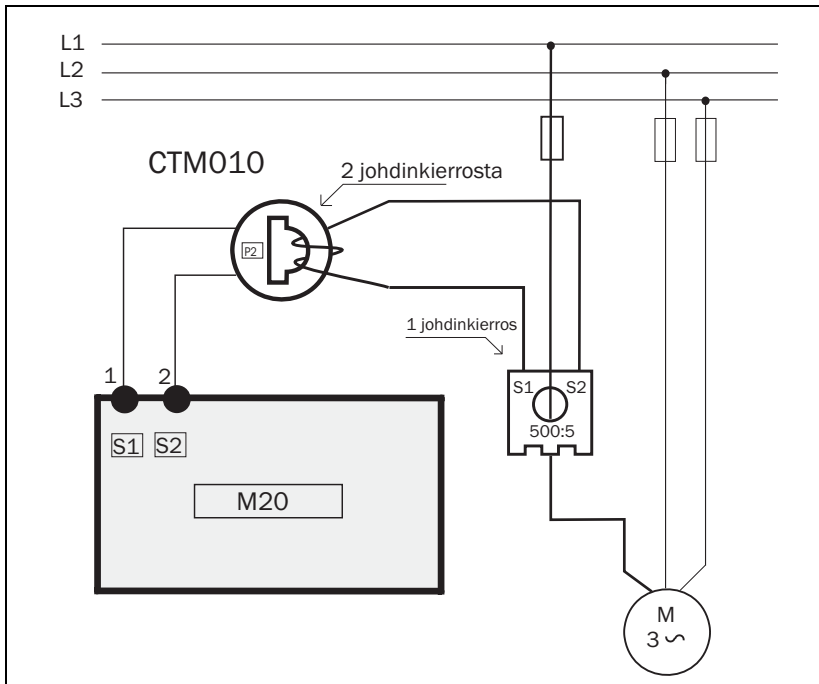 L1
L2
L3
CTM010
2 johdinkierrosta
P2
1 johdinkierros
1 2
S1 S2
500:5
S1 S2
M20
M
3